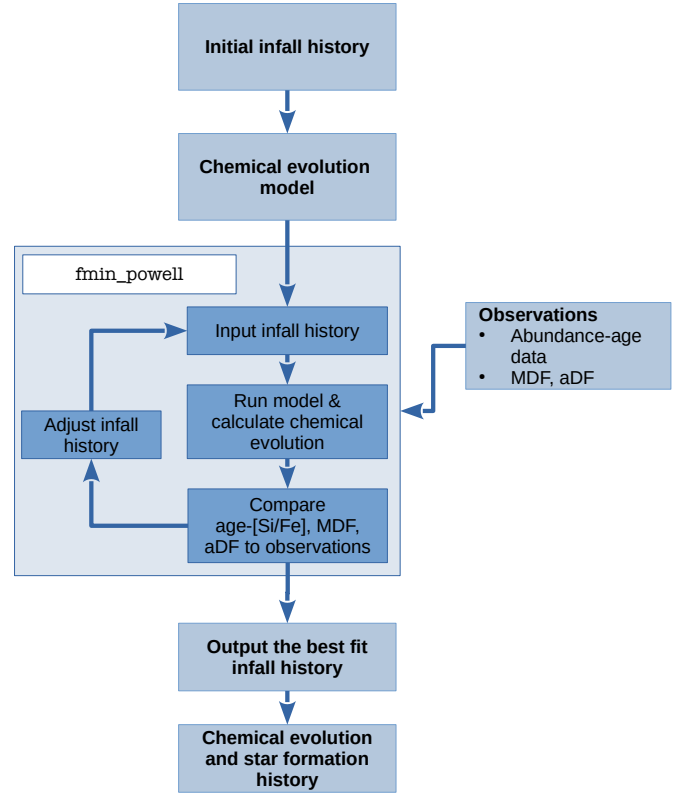 Initial infall history
Chemical evolution
model
fmin_powell
Input infall history
Observations
• Abundance-age
data
• MDF, aDF
Run model &
calculate chemical
evolution
Adjust infall
history
Compare
age-[Si/Fe], MDF,
aDF to observations
Output the best fit
infall history
Chemical evolution
and star formation
history